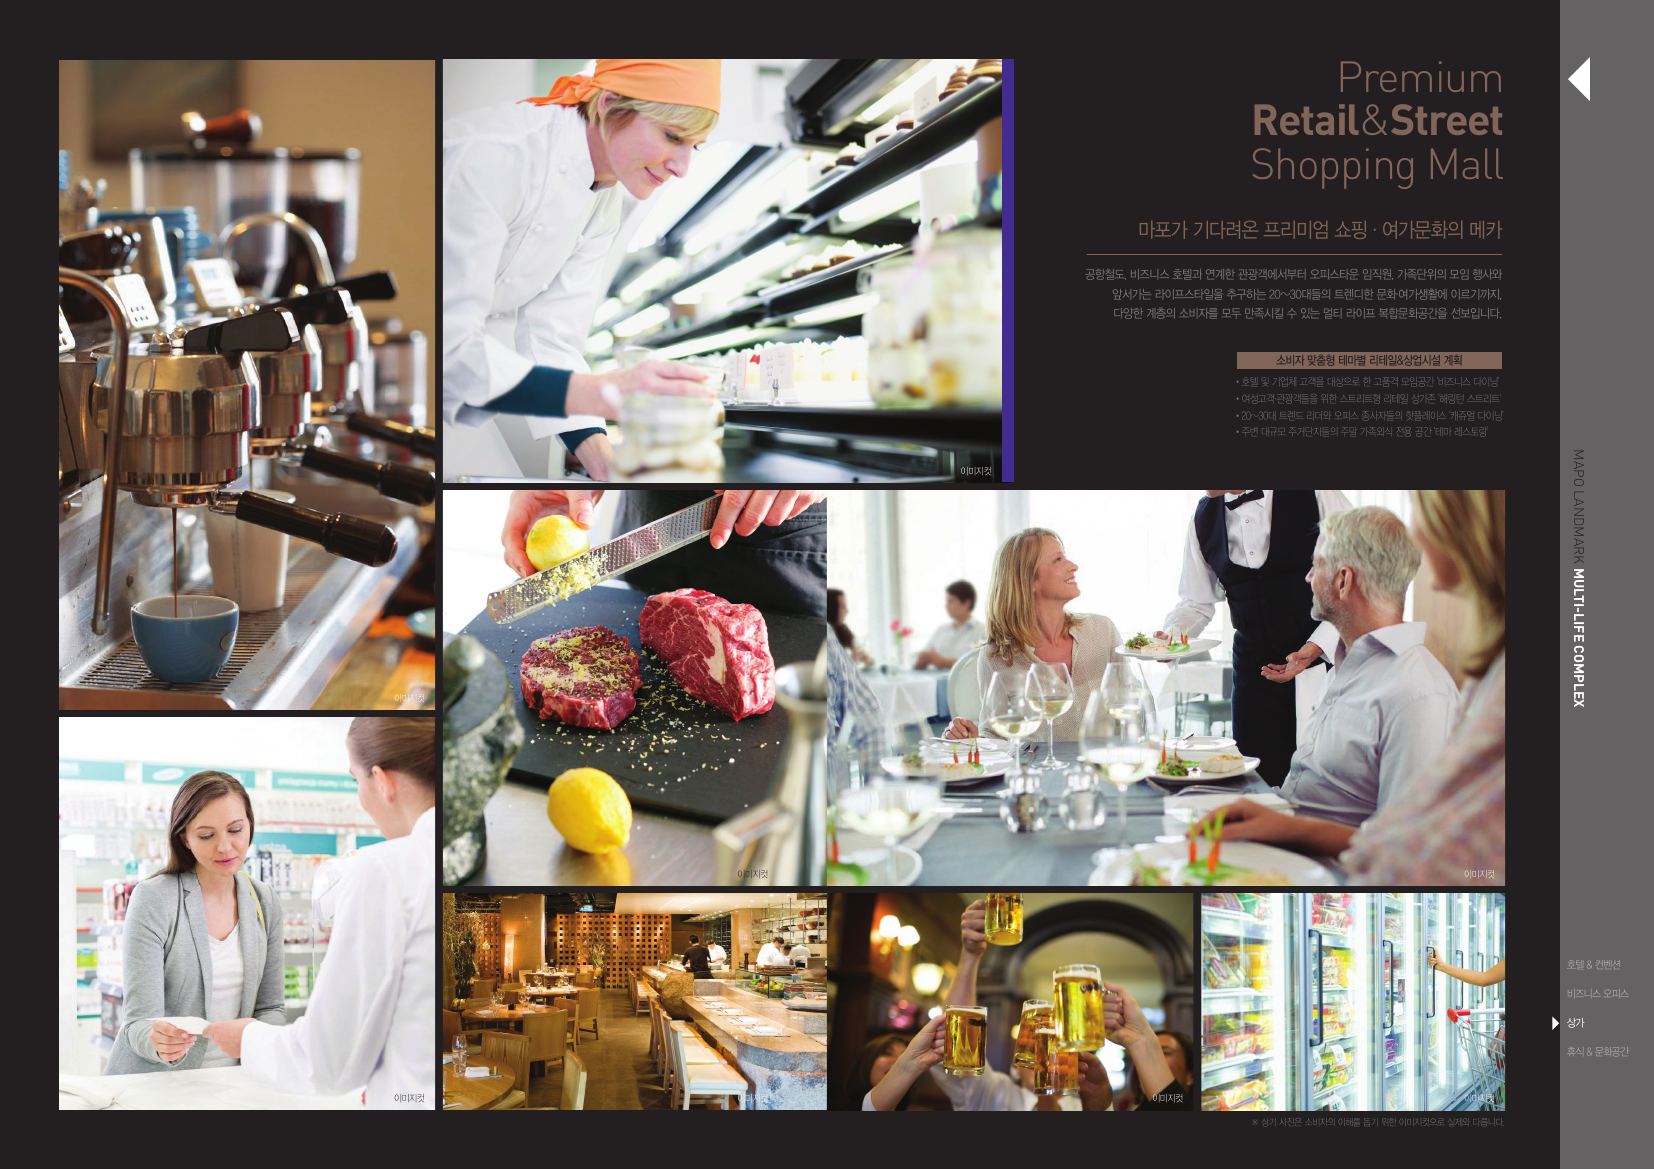 Premium
Retail&Street
Shopping Mall
마포가 기다려온 프리미엄 쇼핑 · 여가문화의 메카
공항철도, 비즈니스 호텔과 연계한 관광객에서부터 오피스타운 임직원, 가족단위의 모임 행사와
앞서가는 라이프스타일을 추구하는 20~30대들의 트렌디한 문화·여가생활에 이르기까지,
다양한 계층의 소비자를 모두 만족시킬 수 있는 멀티 라이프 복합문화공간을 선보입니다.
소비자 맞춤형 테마별 리테일&상업시설 계획
• 호텔 및 기업체 고객을 대상으로 한 고품격 모임공간 '비즈니스 다이닝'
• 여성고객·관광객들을 위한 스트리트형 리테일 상가존 '해링턴 스트리트'
• 20~30대 트렌드 리더와 오피스 종사자들의 핫플레이스 '캐쥬얼 다이닝'
• 주변 대규모 주거단지들의 주말 가족외식 전용 공간 '테마 레스토랑'
이미지컷
이미지컷
이미지컷
이미지컷
이미지컷
이미지컷
이미지컷
이미지컷
※ 상기 사진은 소비자의 이해를 돕기 위한 이미지컷으로 실제와 다릅니다.
MAPO LANDMARK MULTI-LIFE COMPLEX
호텔 & 컨벤션
비즈니스 오피스
상가
휴식 & 문화공간